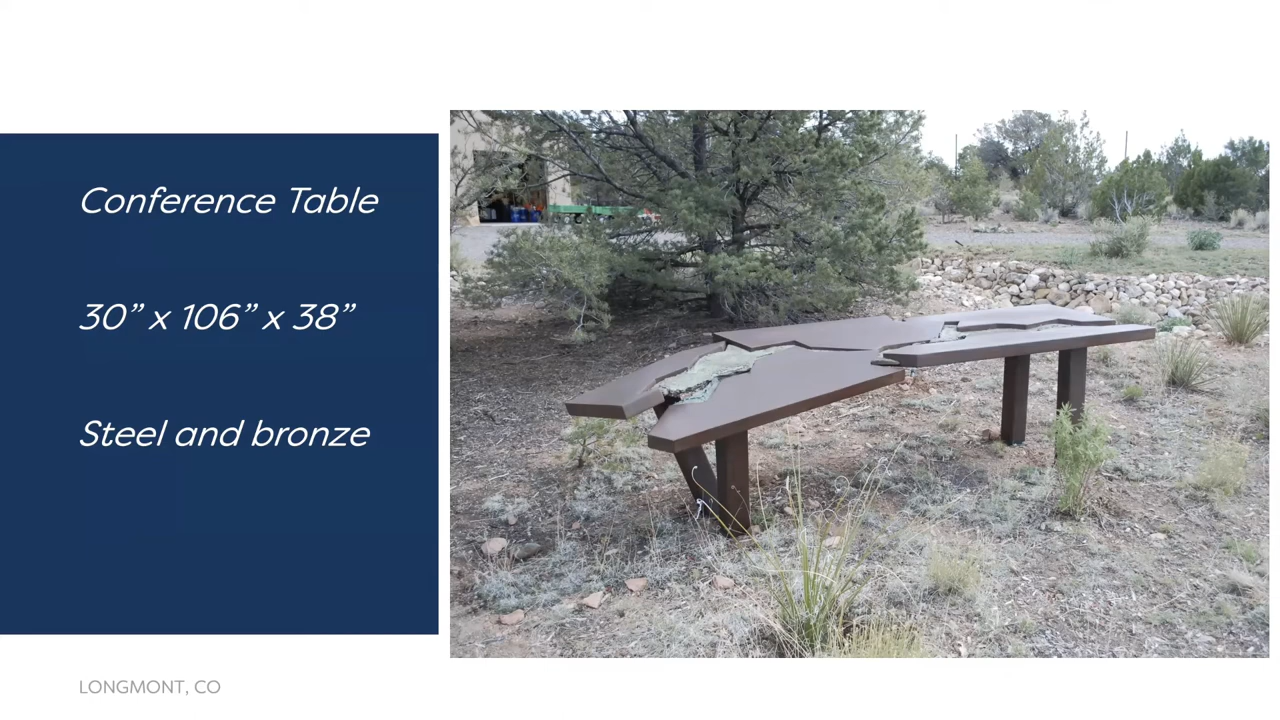 Conference Table
30” x 106” x 38”
Steel and bronze
LONGMONT, CO